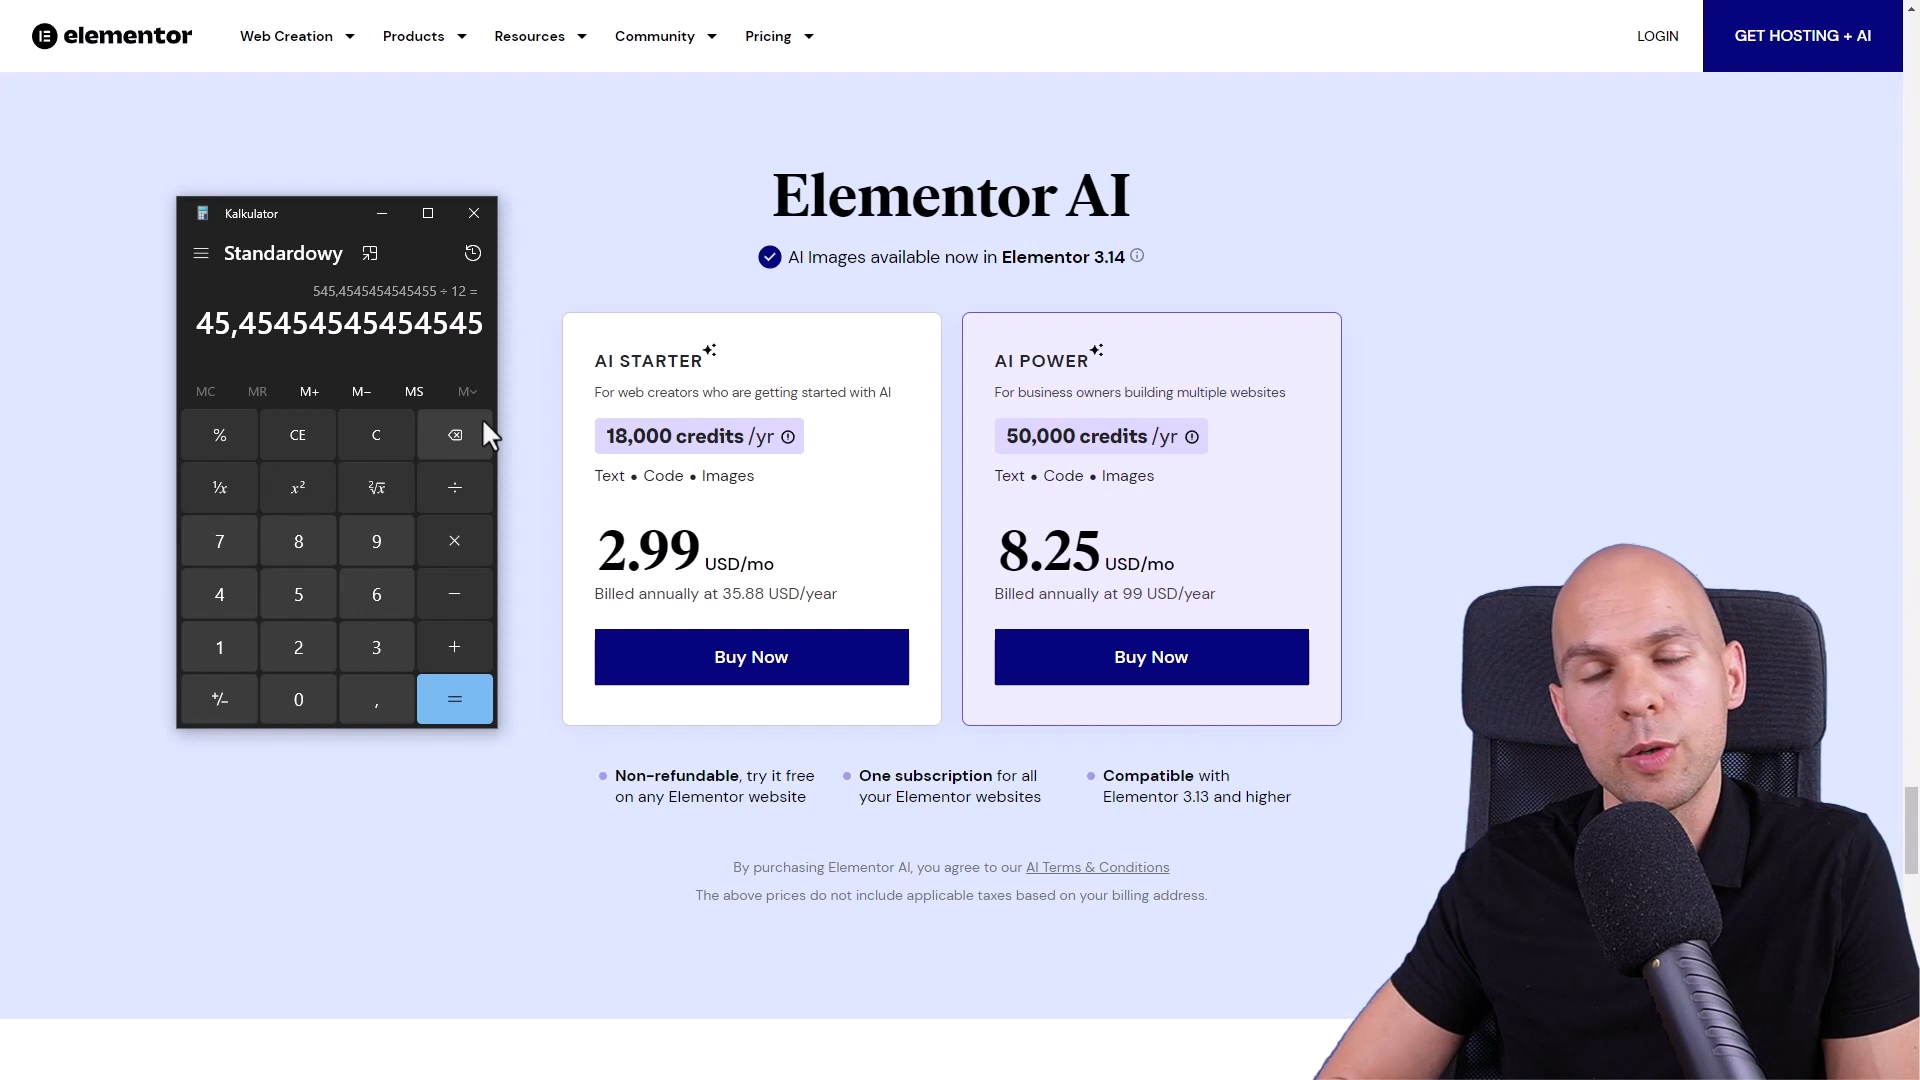 elementor
Web Creation
Products
Resources
Community
Pricing
LOGIN
GET HOSTING + AI
Elementor AI
AI Images available now in Elementor 3.14
Kalkulator
Standardowy
545,4545454545455 ÷ 12 =
45,45454545454545
MC MR M+ M− MS M
% CE C
⅟x x² ²√x ÷
7 8 9 ×
4 5 6 −
1 2 3 +
+/− 0 , =
AI STARTER
For web creators who are getting started with AI
18,000 credits /yr
Text • Code • Images
2.99 USD/mo
Billed annually at 35.88 USD/year
Buy Now
AI POWER
For business owners building multiple websites
50,000 credits /yr
Text • Code • Images
8.25 USD/mo
Billed annually at 99 USD/year
Buy Now
Non-refundable, try it free
on any Elementor website
One subscription for all
your Elementor websites
Compatible with
Elementor 3.13 and higher
By purchasing Elementor AI, you agree to our AI Terms & Conditions
The above prices do not include applicable taxes based on your billing address.